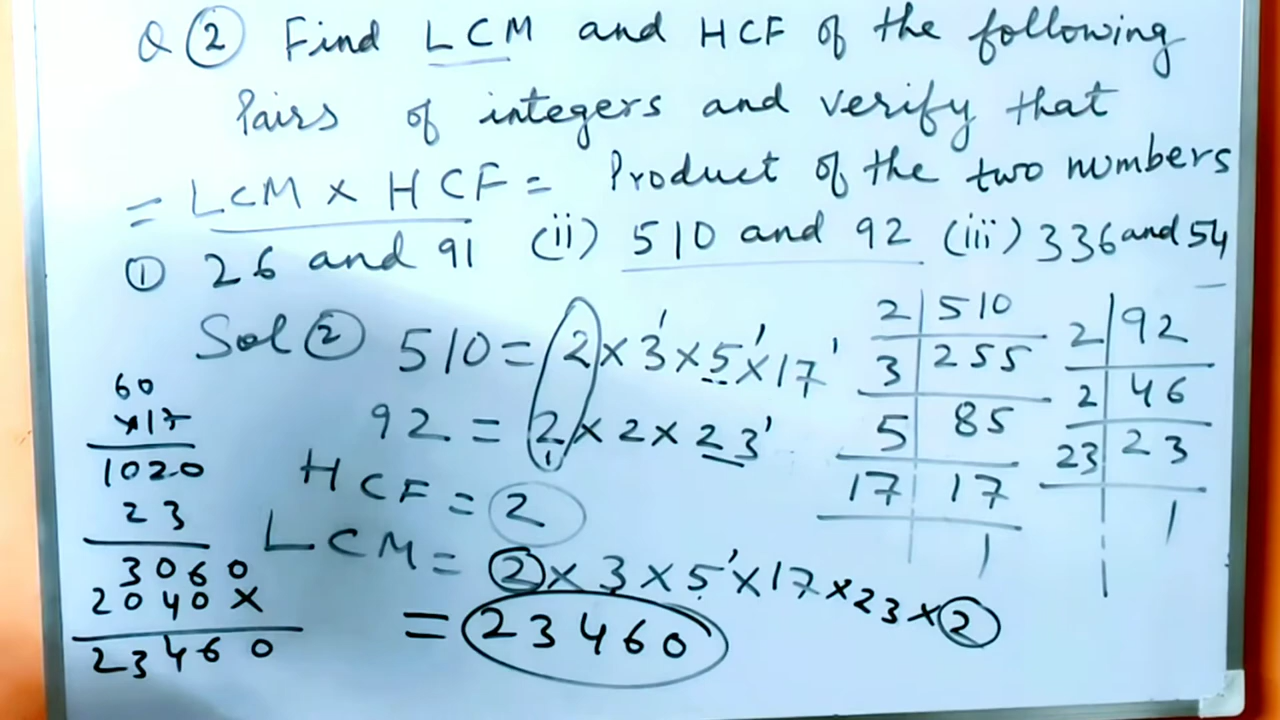 Q ② Find LCM and HCF of the following
Pairs of integers and verify that
= LCM x HCF = Product of the two numbers
① 26 and 91 (ii) 510 and 92 (iii) 336 and 54
Sol ② 510 = 2 x 3' x 5' x 17'
92 = 2 x 2 x 23'
HCF = 2
LCM = 2 x 3 x 5' x 17 x 23 x 2
= 23460
60
x17
1020
23
3060
2040x
23460
2 | 510
3 | 255
5 | 85
17 | 17
1
2 | 92
2 | 46
23 | 23
1